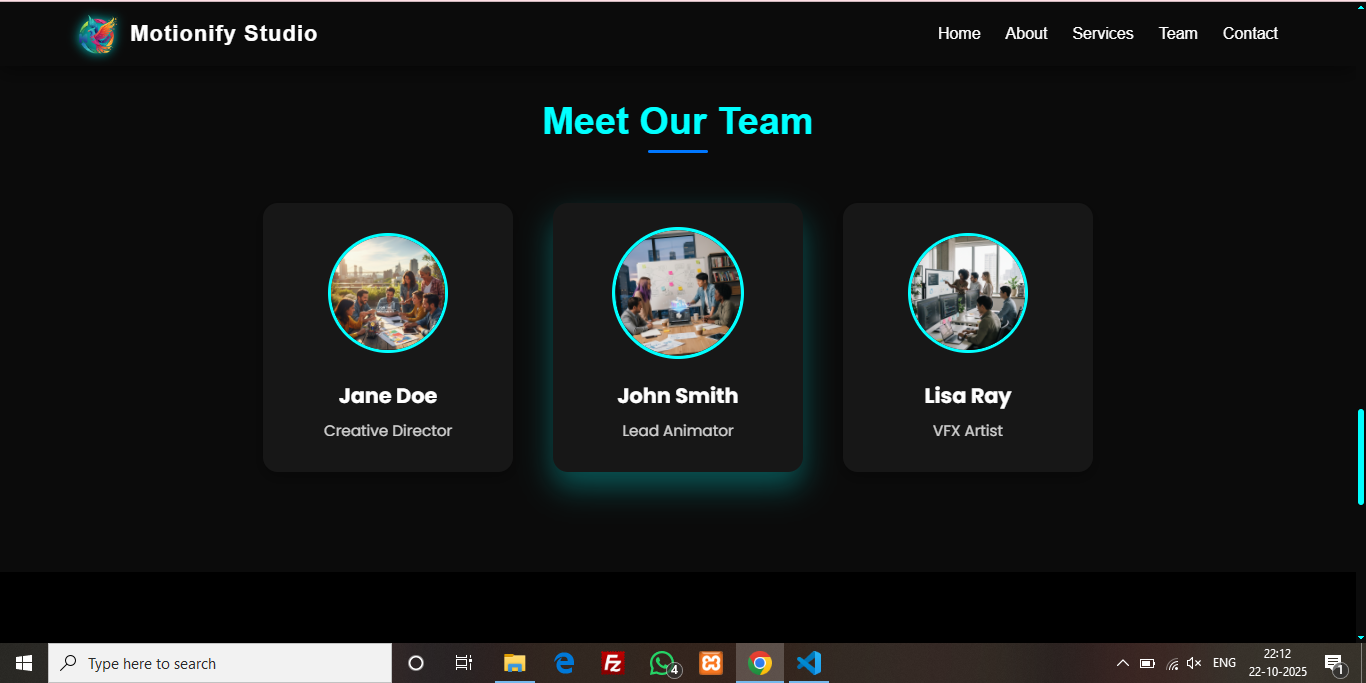 Motionify Studio
Home About Services Team Contact
Meet Our Team
Jane Doe
Creative Director
John Smith
Lead Animator
Lisa Ray
VFX Artist
Type here to search
4
ENG
22:12
22-10-2025
1